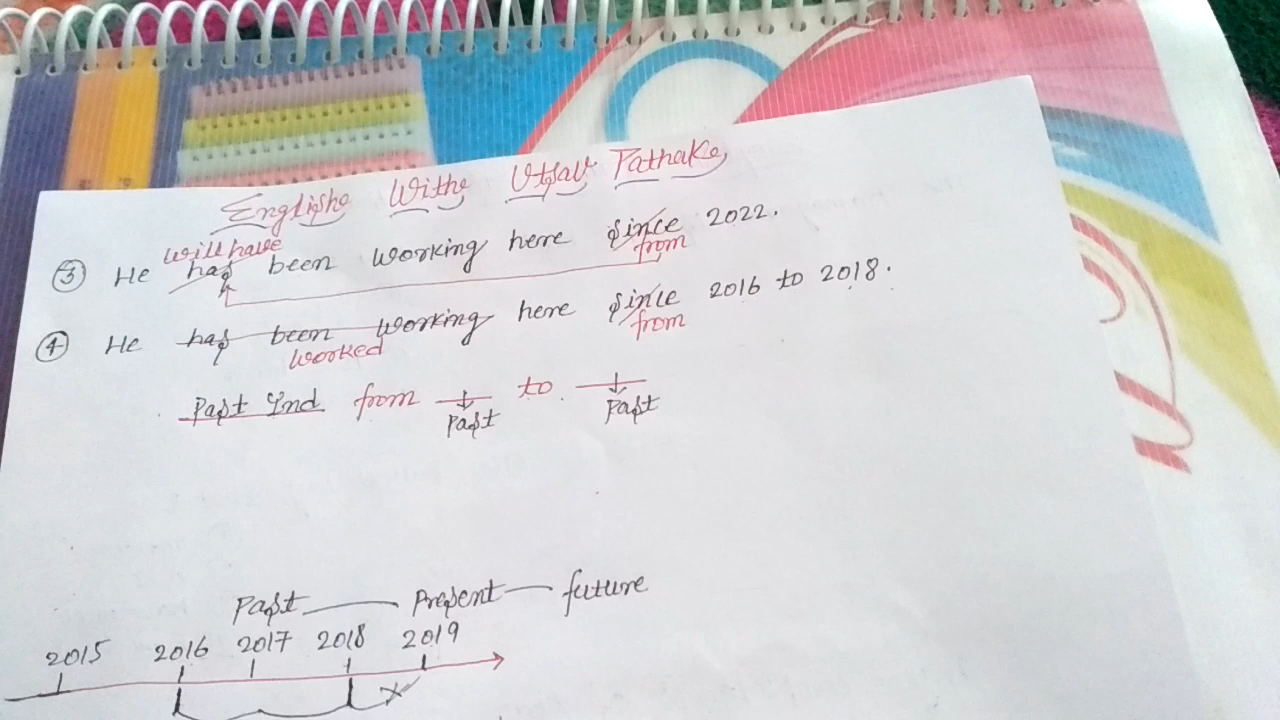 English With Utsav Pathak
will have
③ He has been working here since 2022.
from
④ He has been working here since 2016 to 2018.
worked from
Past Ind from ___ to ___
Past Past
Past — Present — future
2015 2016 2017 2018 2019